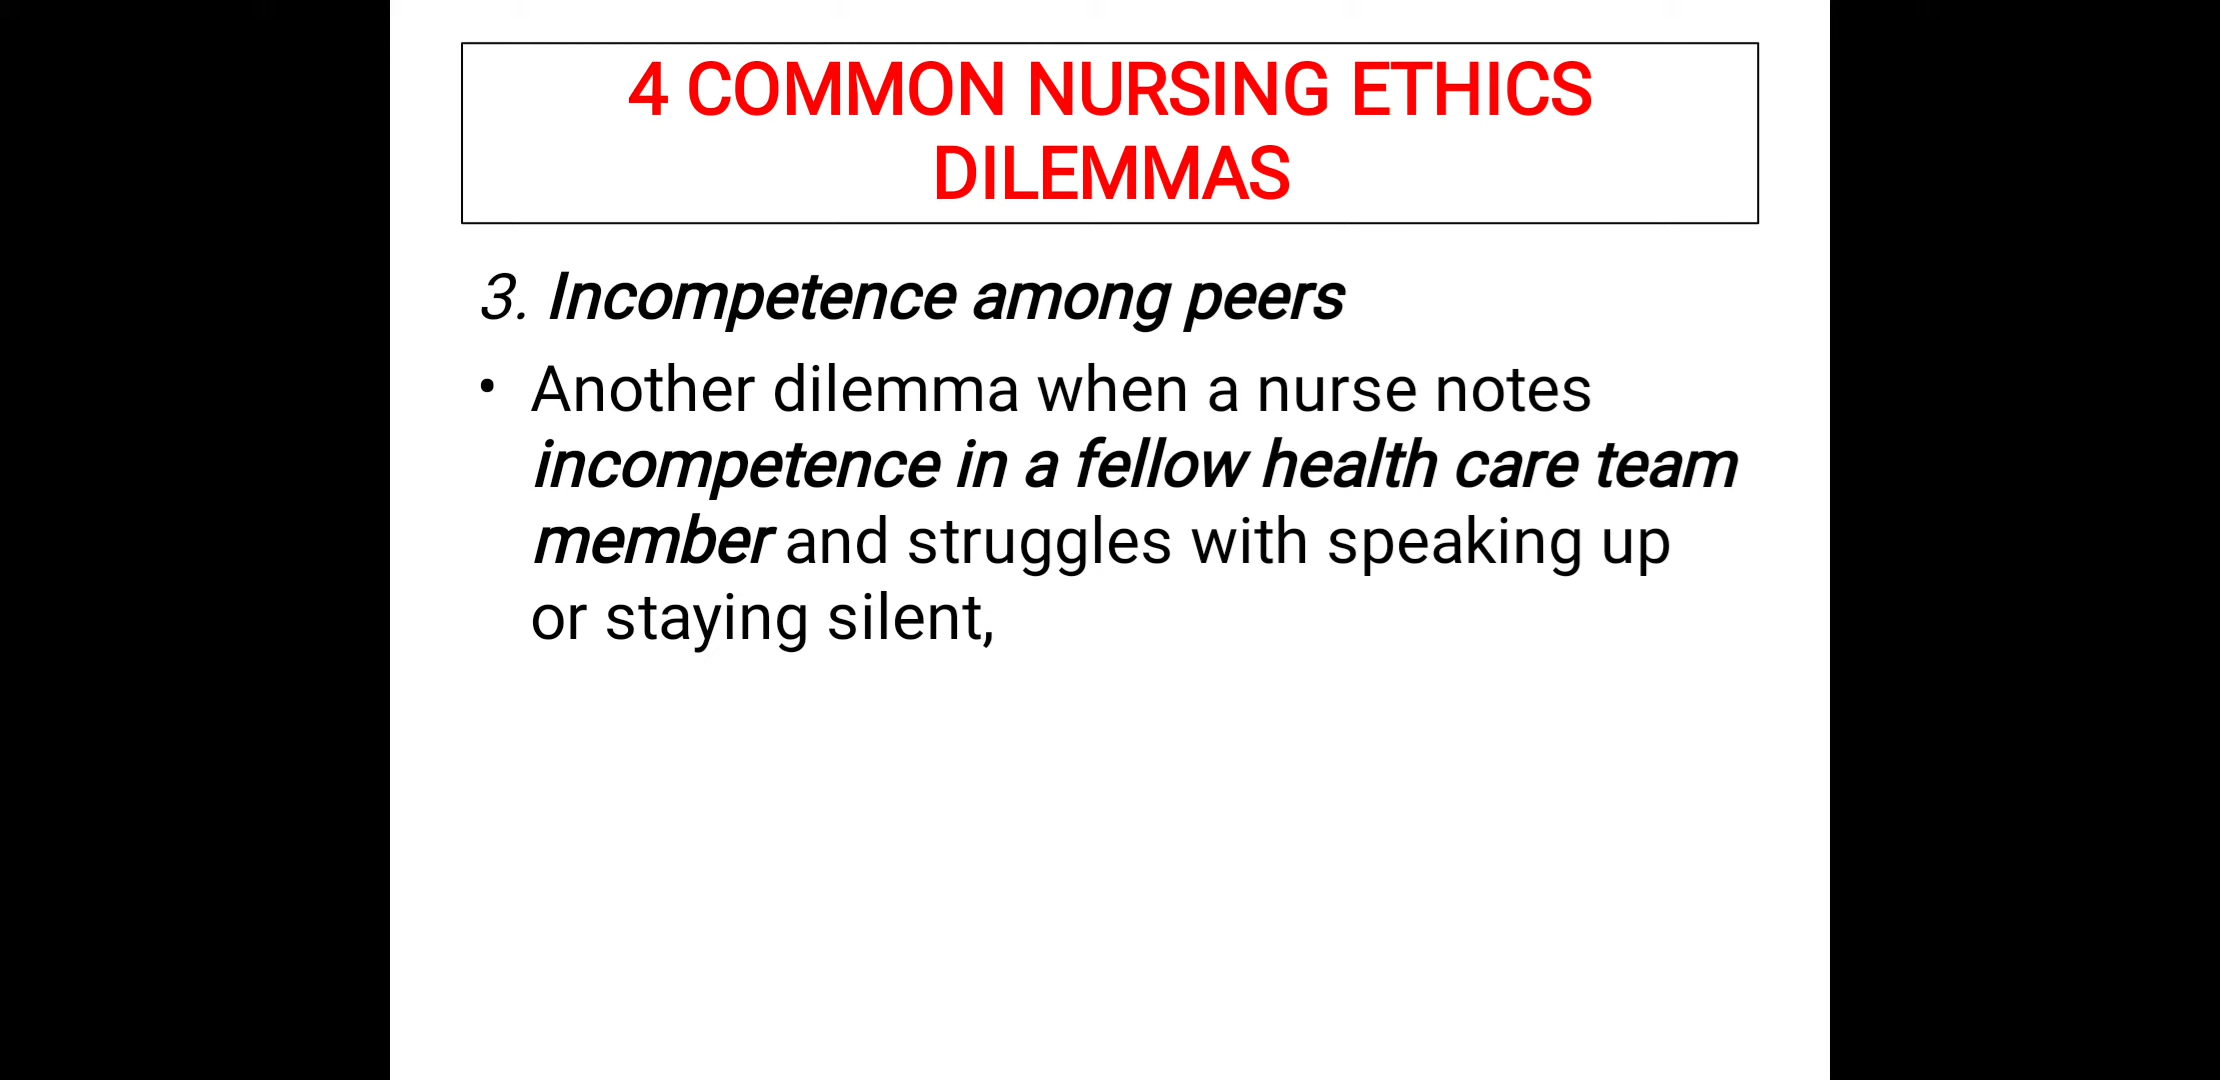 4 COMMON NURSING ETHICS
DILEMMAS
3. Incompetence among peers
• Another dilemma when a nurse notes
incompetence in a fellow health care team
member and struggles with speaking up
or staying silent,